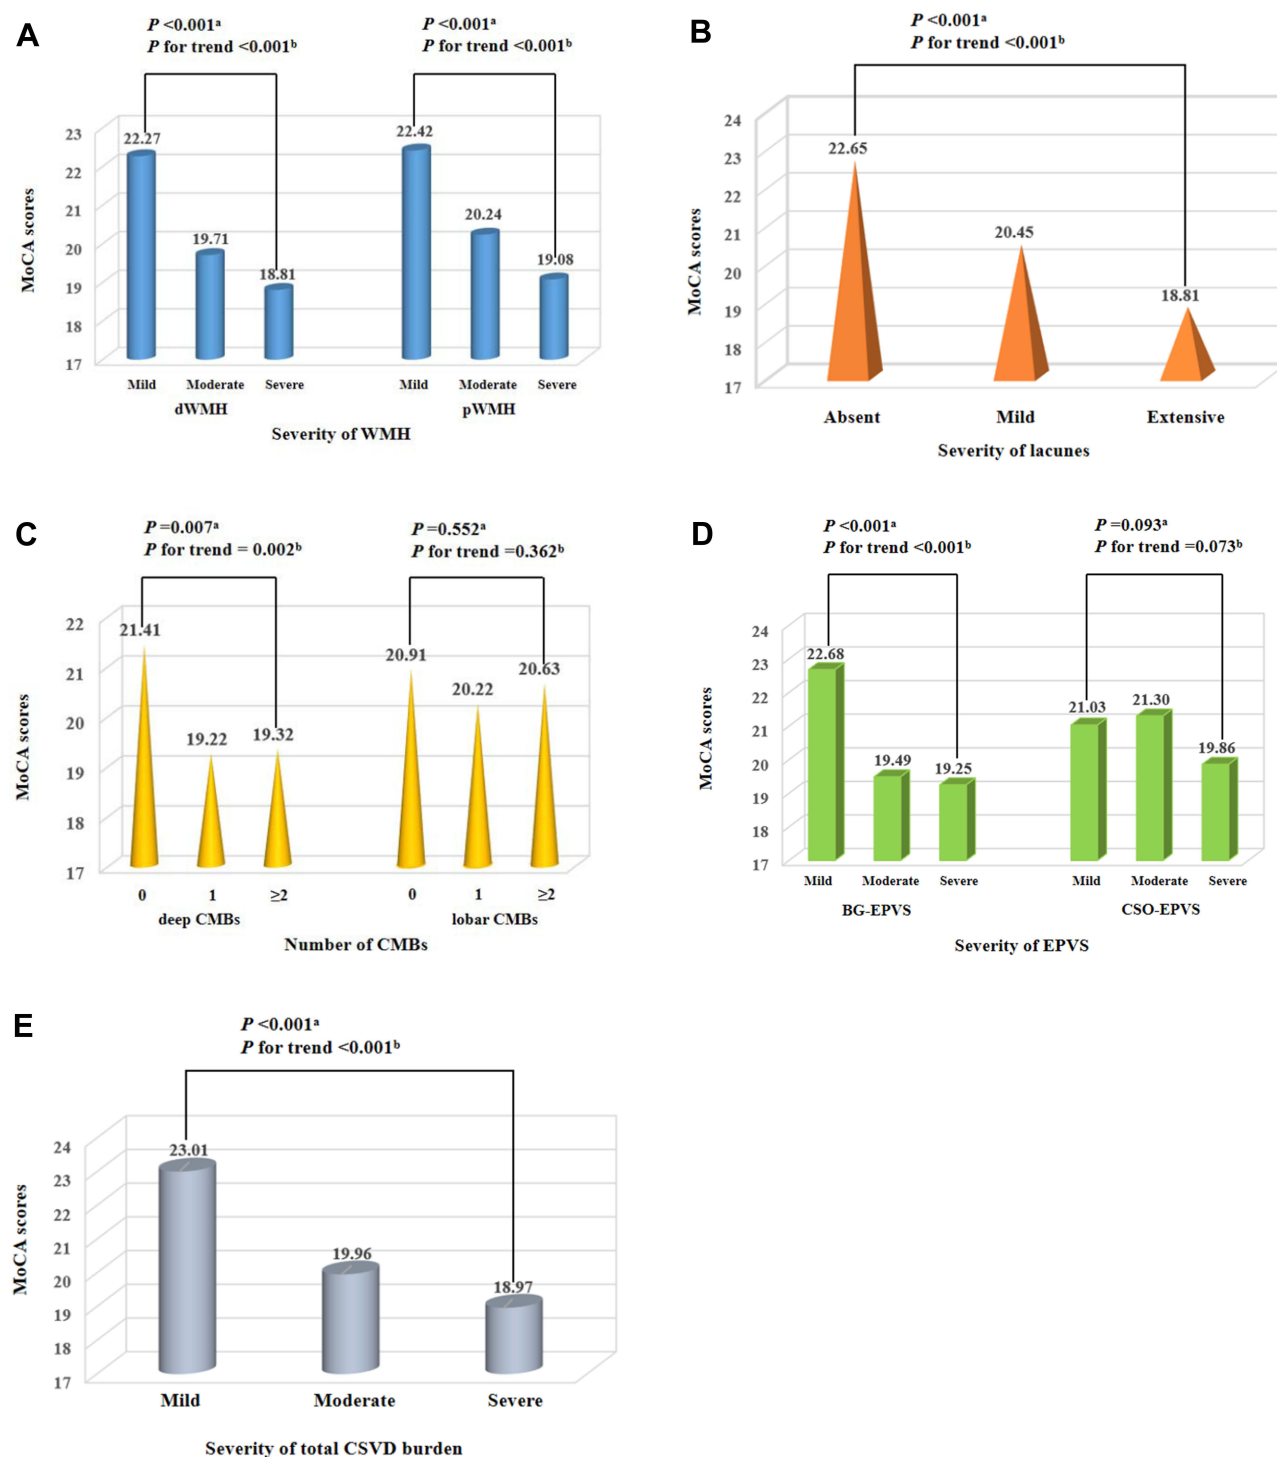 A
P <0.001ᵃ
P for trend <0.001ᵇ
P <0.001ᵃ
P for trend <0.001ᵇ
MoCA scores
23
22
21
20
19
18
17
22.27
19.71
18.81
22.42
20.24
19.08
Mild Moderate Severe Mild Moderate Severe
dWMH pWMH
Severity of WMH
B
P <0.001ᵃ
P for trend <0.001ᵇ
MoCA scores
24
23
22
21
20
19
18
17
22.65
20.45
18.81
Absent Mild Extensive
Severity of lacunes
C
P =0.007ᵃ
P for trend = 0.002ᵇ
P =0.552ᵃ
P for trend =0.362ᵇ
MoCA scores
22
21
20
19
18
17
21.41
19.22
19.32
20.91
20.22
20.63
0 1 ≥2 0 1 ≥2
deep CMBs lobar CMBs
Number of CMBs
D
P <0.001ᵃ
P for trend <0.001ᵇ
P =0.093ᵃ
P for trend =0.073ᵇ
MoCA scores
24
23
22
21
20
19
18
17
22.68
19.49
19.25
21.03
21.30
19.86
Mild Moderate Severe Mild Moderate Severe
BG-EPVS CSO-EPVS
Severity of EPVS
E
P <0.001ᵃ
P for trend <0.001ᵇ
MoCA scores
24
23
22
21
20
19
18
17
23.01
19.96
18.97
Mild Moderate Severe
Severity of total CSVD burden